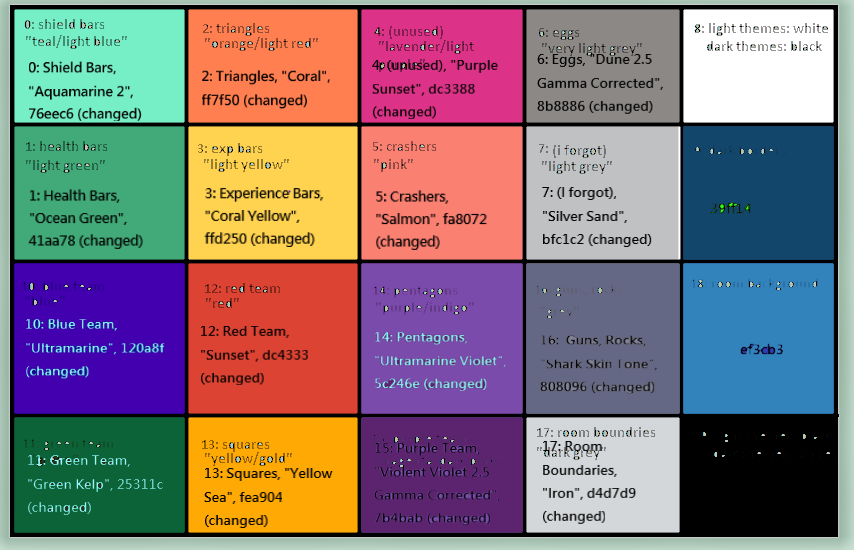 0: shield bars
"teal/light blue"
0: Shield Bars,
"Aquamarine 2",
76eec6 (changed)
2: triangles
"orange/light red"
2: Triangles, "Coral",
ff7f50 (changed)
4: (unused)
"lavender/light
4: (unused), "Purple
Sunset", dc3388
(changed)
6: eggs
"very light grey"
6: Eggs, "Dune 2.5
Gamma Corrected",
8b8886 (changed)
8: light themes: white
dark themes: black
1: health bars
"light green"
1: Health Bars,
"Ocean Green",
41aa78 (changed)
3: exp bars
"light yellow"
3: Experience Bars,
"Coral Yellow",
ffd250 (changed)
5: crashers
"pink"
5: Crashers,
"Salmon", fa8072
(changed)
7: (i forgot)
"light grey"
7: (I forgot),
"Silver Sand",
bfc1c2 (changed)
39ff14
10: Blue Team,
"Ultramarine", 120a8f
(changed)
12: red team
"red"
12: Red Team,
"Sunset", dc4333
(changed)
14: pentagons
"purple/indigo"
14: Pentagons,
"Ultramarine Violet",
5c246e (changed)
16: Guns, Rocks,
"Shark Skin Tone",
808096 (changed)
18: room background
ef3cb3
11: green team
11: Green Team,
"Green Kelp", 25311c
(changed)
13: squares
"yellow/gold"
13: Squares, "Yellow
Sea", fea904
(changed)
15: Purple Team,
"Violent Violet 2.5
Gamma Corrected",
7b4bab (changed)
17: room boundries
"dark grey"
17: Room
Boundaries,
"Iron", d4d7d9
(changed)